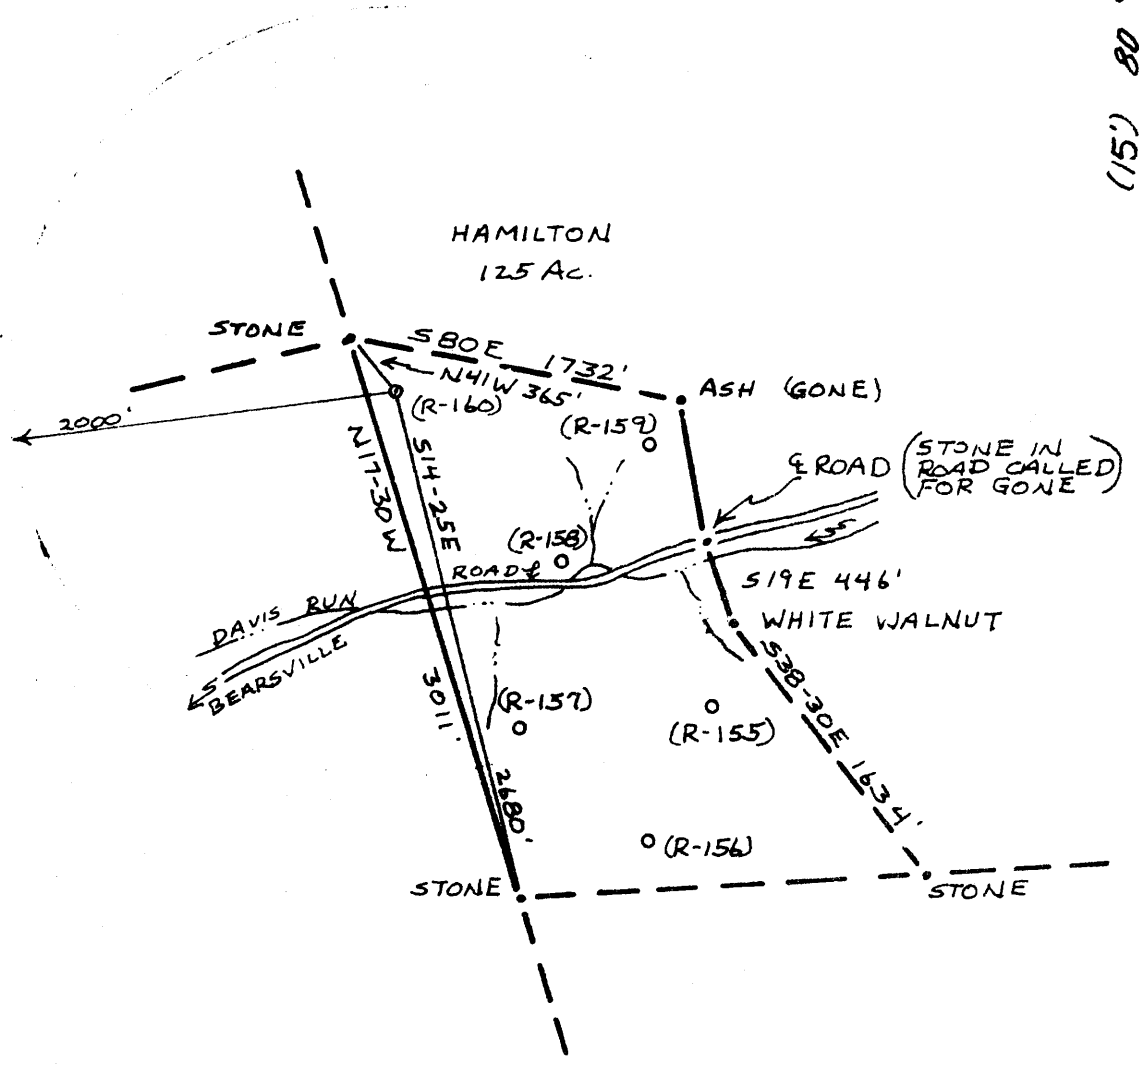 (15') 80
HAMILTON
125 AC.
STONE
S80E 1732'
N41W 365'
ASH (GONE)
(R-160)
2000'
(R-159)
℄ ROAD (STONE IN
ROAD CALLED
FOR GONE)
N17-30W
S14-25E
(R-158)
ROAD ℄
S19E 446'
DAVIS RUN
WHITE WALNUT
BEARSVILLE
3011'
S38-30E 1634'
(R-157)
(R-155)
2680'
(R-156)
STONE
STONE